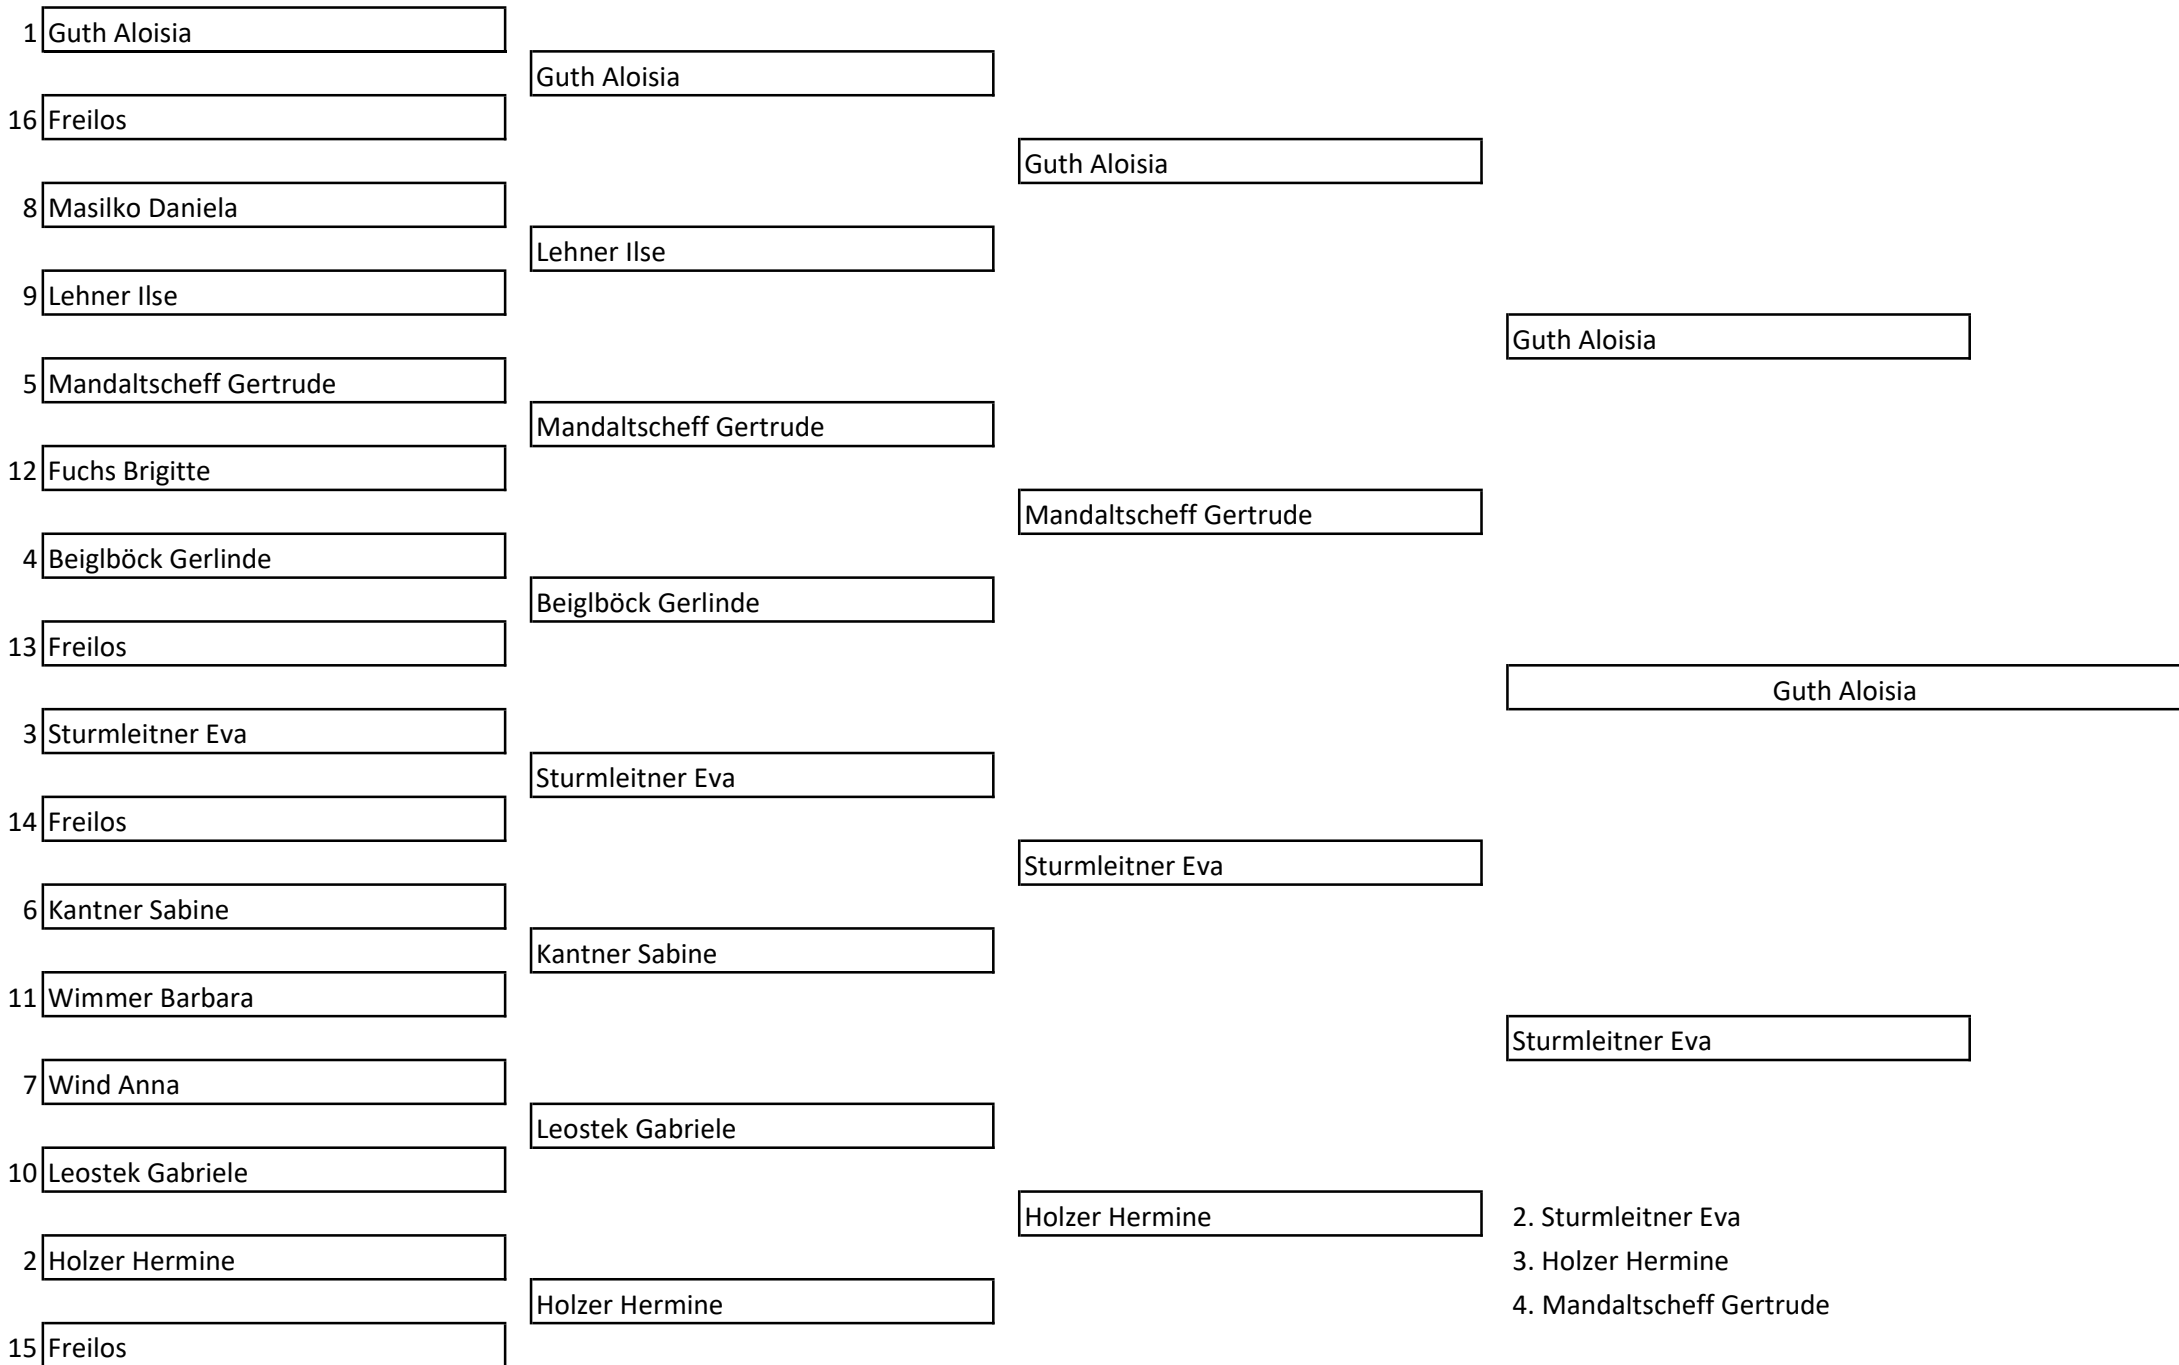 1 Guth Aloisia
Guth Aloisia
16 Freilos
Guth Aloisia
8 Masilko Daniela
Lehner Ilse
9 Lehner Ilse
Guth Aloisia
5 Mandaltscheff Gertrude
Mandaltscheff Gertrude
12 Fuchs Brigitte
Mandaltscheff Gertrude
4 Beiglböck Gerlinde
Beiglböck Gerlinde
13 Freilos
Guth Aloisia
3 Sturmleitner Eva
Sturmleitner Eva
14 Freilos
Sturmleitner Eva
6 Kantner Sabine
Kantner Sabine
11 Wimmer Barbara
Sturmleitner Eva
7 Wind Anna
Leostek Gabriele
10 Leostek Gabriele
Holzer Hermine 2. Sturmleitner Eva
2 Holzer Hermine 3. Holzer Hermine
Holzer Hermine 4. Mandaltscheff Gertrude
15 Freilos